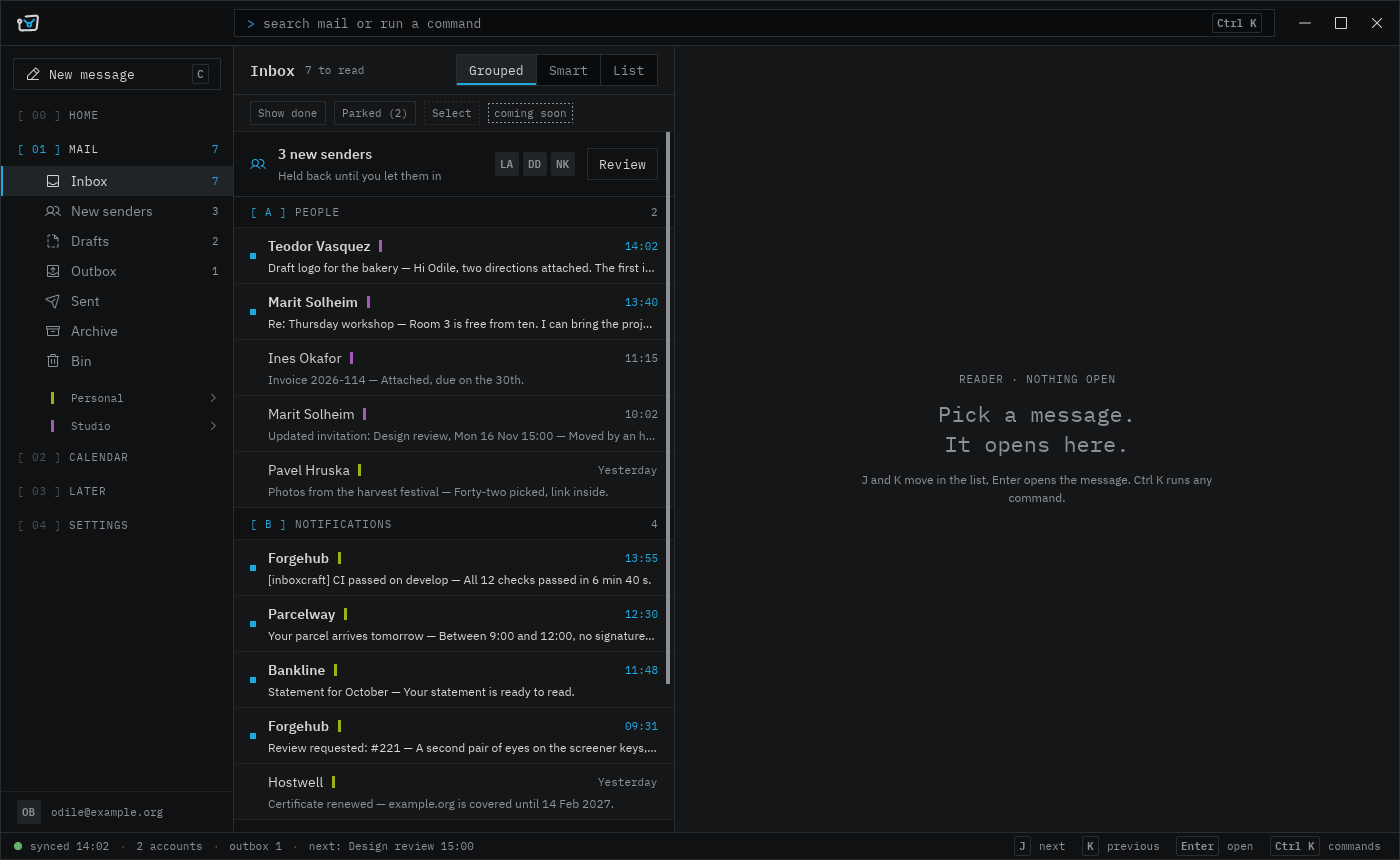 > search mail or run a command Ctrl K
New message C
[ 00 ] HOME
[ 01 ] MAIL 7
Inbox 7
New senders 3
Drafts 2
Outbox 1
Sent
Archive
Bin
Personal
Studio
[ 02 ] CALENDAR
[ 03 ] LATER
[ 04 ] SETTINGS
OB odile@example.org
Inbox 7 to read Grouped Smart List
Show done Parked (2) Select coming soon
3 new senders
Held back until you let them in
LA DD NK Review
[ A ] PEOPLE 2
Teodor Vasquez 14:02
Draft logo for the bakery — Hi Odile, two directions attached. The first i…
Marit Solheim 13:40
Re: Thursday workshop — Room 3 is free from ten. I can bring the proj…
Ines Okafor 11:15
Invoice 2026-114 — Attached, due on the 30th.
Marit Solheim 10:02
Updated invitation: Design review, Mon 16 Nov 15:00 — Moved by an h…
Pavel Hruska Yesterday
Photos from the harvest festival — Forty-two picked, link inside.
[ B ] NOTIFICATIONS 4
Forgehub 13:55
[inboxcraft] CI passed on develop — All 12 checks passed in 6 min 40 s.
Parcelway 12:30
Your parcel arrives tomorrow — Between 9:00 and 12:00, no signature…
Bankline 11:48
Statement for October — Your statement is ready to read.
Forgehub 09:31
Review requested: #221 — A second pair of eyes on the screener keys,…
Hostwell Yesterday
Certificate renewed — example.org is covered until 14 Feb 2027.
READER · NOTHING OPEN
Pick a message.
It opens here.
J and K move in the list, Enter opens the message. Ctrl K runs any
command.
synced 14:02 · 2 accounts · outbox 1 · next: Design review 15:00
J next K previous Enter open Ctrl K commands